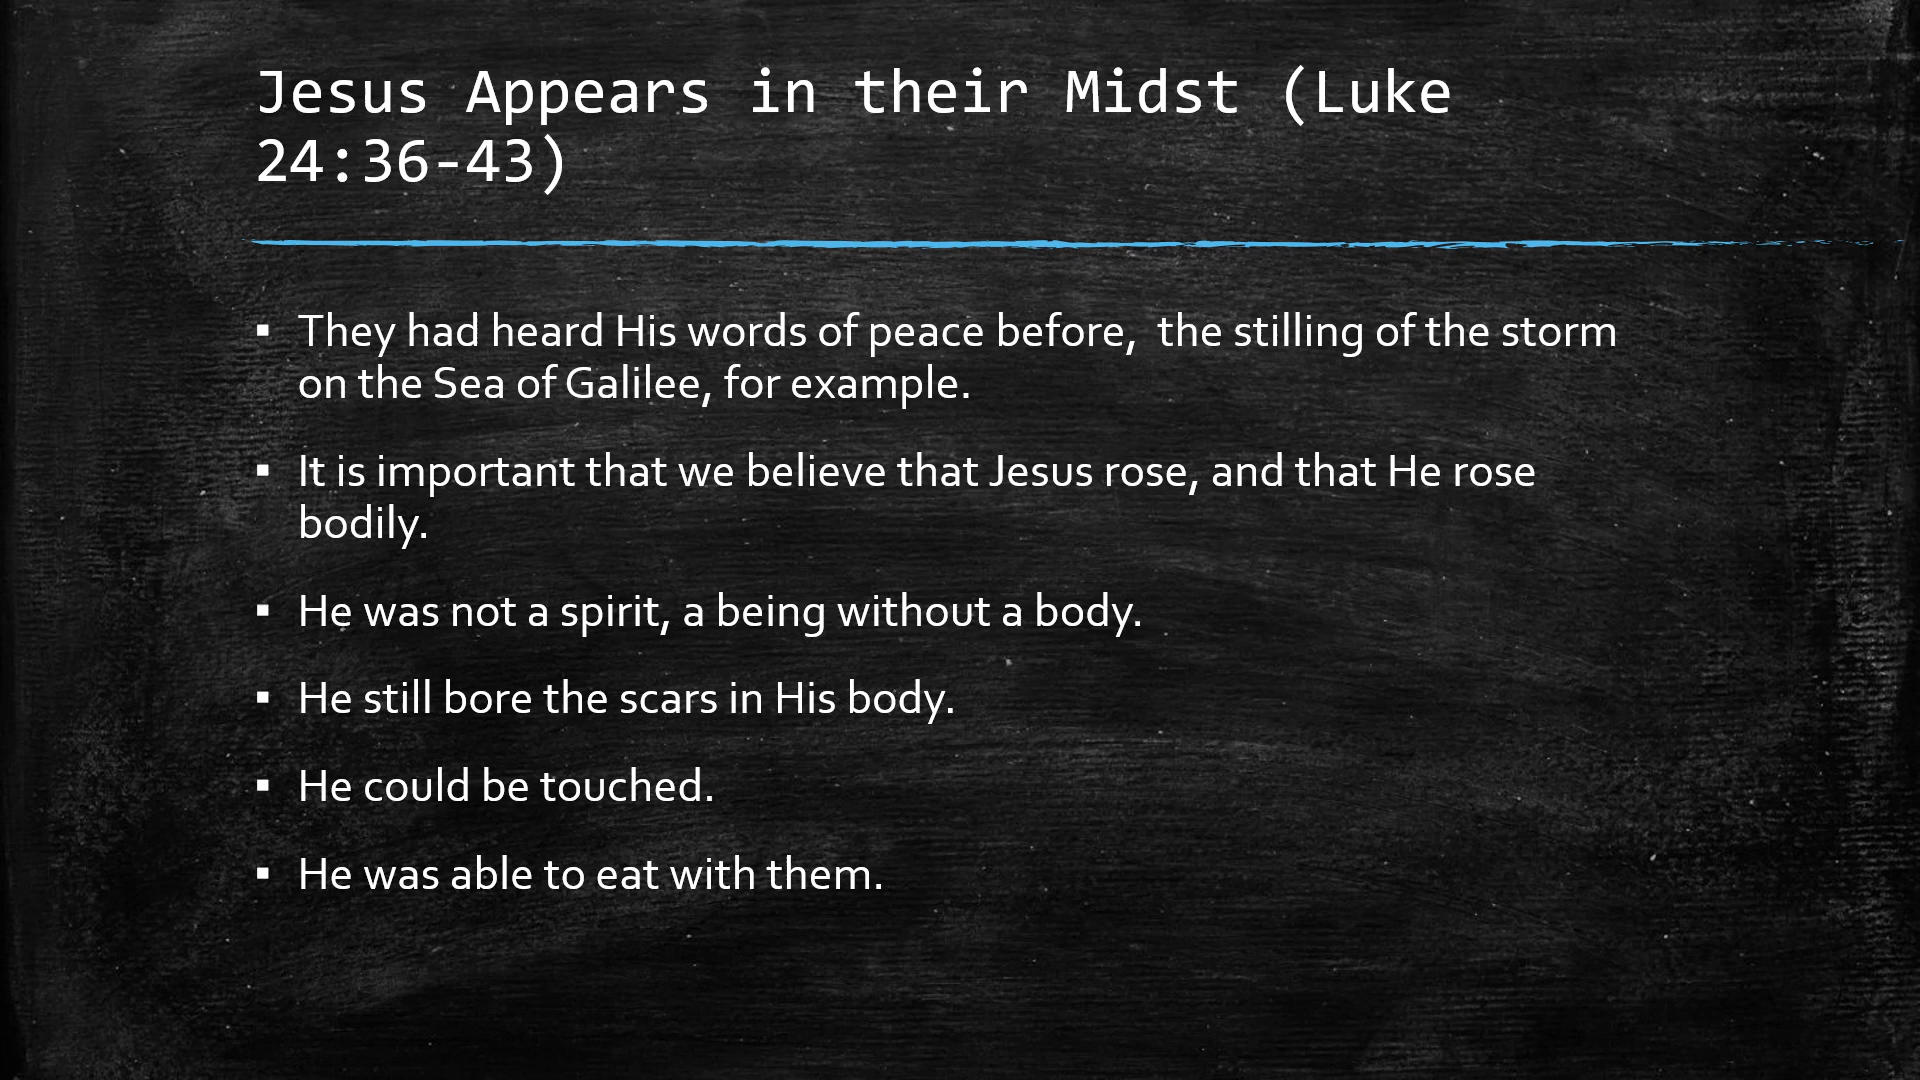 Jesus Appears in their Midst (Luke
24:36-43)
▪ They had heard His words of peace before,  the stilling of the storm
on the Sea of Galilee, for example.
▪ It is important that we believe that Jesus rose, and that He rose
bodily.
▪ He was not a spirit, a being without a body.
▪ He still bore the scars in His body.
▪ He could be touched.
▪ He was able to eat with them.